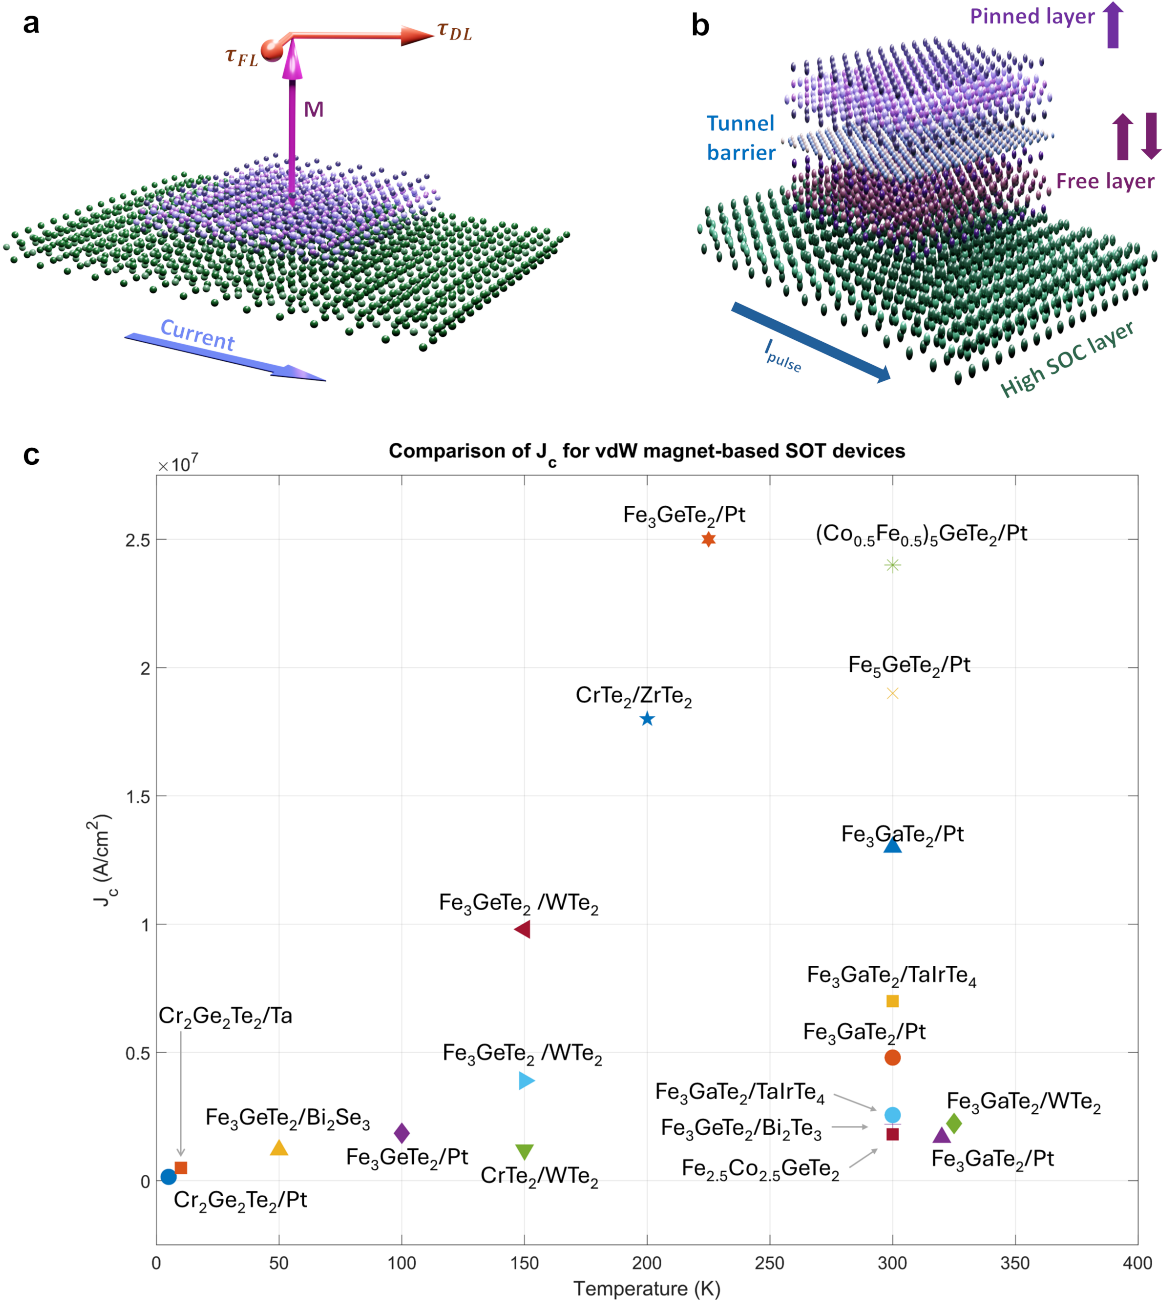 a
τFL
τDL
M
Current
b
Pinned layer
Tunnel
barrier
Free layer
Ipulse
High SOC layer
c
Comparison of Jc for vdW magnet-based SOT devices
×10⁷
Jc (A/cm²)
2.5
2
1.5
1
0.5
0
Fe₃GeTe₂/Pt
(Co₀.₅Fe₀.₅)₅GeTe₂/Pt
Fe₅GeTe₂/Pt
CrTe₂/ZrTe₂
Fe₃GaTe₂/Pt
Fe₃GeTe₂ /WTe₂
Fe₃GaTe₂/TaIrTe₄
Cr₂Ge₂Te₂/Ta
Fe₃GaTe₂/Pt
Fe₃GeTe₂ /WTe₂
Fe₃GaTe₂/TaIrTe₄
Fe₃GaTe₂/WTe₂
Fe₃GeTe₂/Bi₂Se₃
Fe₃GeTe₂/Bi₂Te₃
Fe₃GeTe₂/Pt
Fe₃GaTe₂/Pt
Fe₂.₅Co₂.₅GeTe₂
CrTe₂/WTe₂
Cr₂Ge₂Te₂/Pt
0 50 100 150 200 250 300 350 400
Temperature (K)